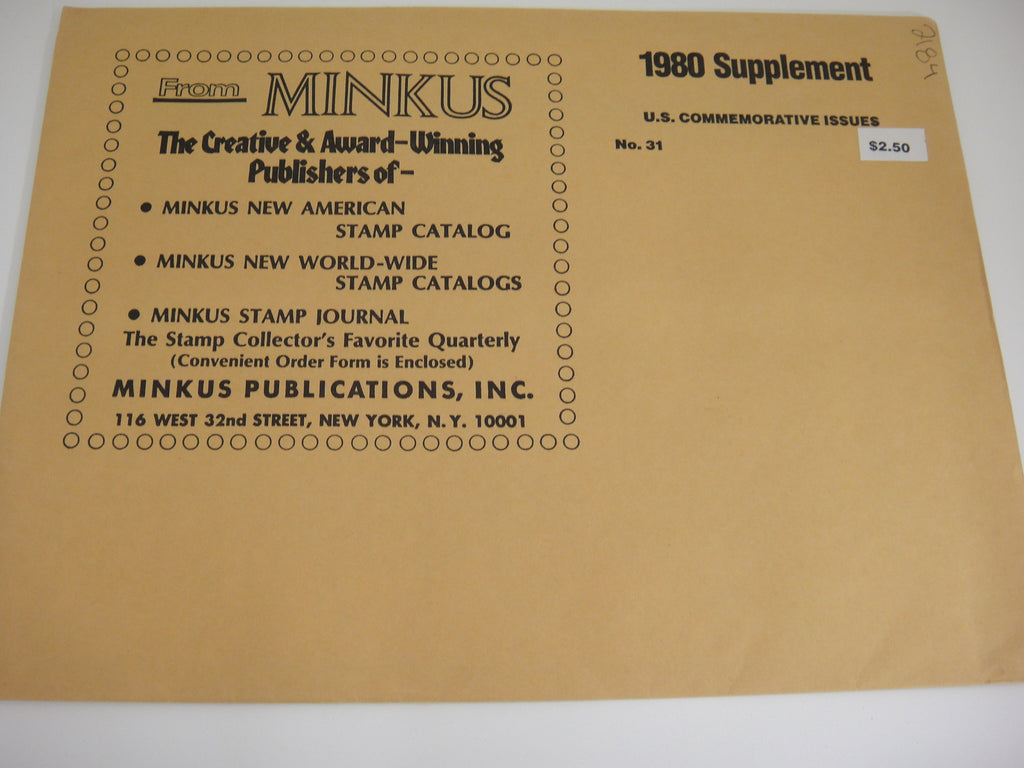 From MINKUS
The Creative & Award-Winning
Publishers of-
• MINKUS NEW AMERICAN
STAMP CATALOG
• MINKUS NEW WORLD-WIDE
STAMP CATALOGS
• MINKUS STAMP JOURNAL
The Stamp Collector's Favorite Quarterly
(Convenient Order Form is Enclosed)
MINKUS PUBLICATIONS, INC.
116 WEST 32nd STREET, NEW YORK, N.Y. 10001
1980 Supplement
U.S. COMMEMORATIVE ISSUES
No. 31
$2.50
2184